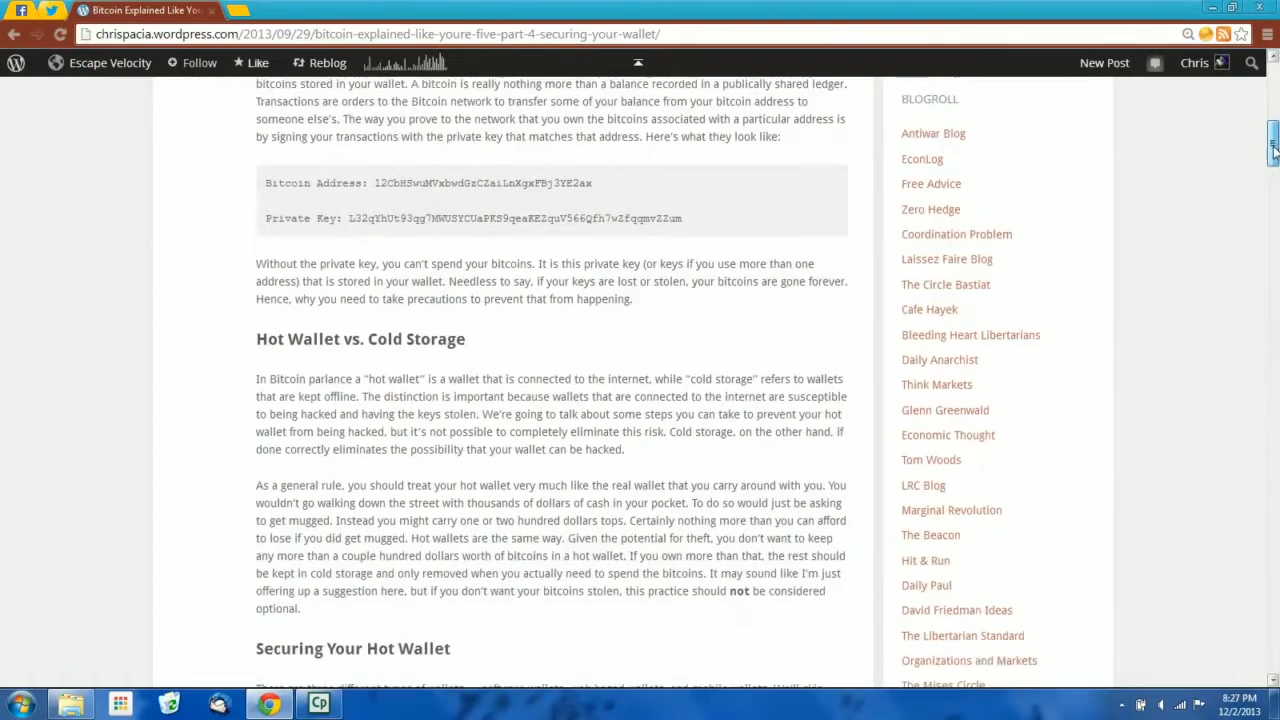 Bitcoin Explained Like You
chrispacia.wordpress.com/2013/09/29/bitcoin-explained-like-youre-five-part-4-securing-your-wallet/
Escape Velocity
Follow
Like
Reblog
New Post
Chris
bitcoins stored in your wallet. A bitcoin is really nothing more than a balance recorded in a publically shared ledger.
Transactions are orders to the Bitcoin network to transfer some of your balance from your bitcoin address to
someone else's. The way you prove to the network that you own the bitcoins associated with a particular address is
by signing your transactions with the private key that matches that address. Here's what they look like:
Bitcoin Address: 12CbHSwuMVxbwdGzCZaiLnXgxFBj3YE2ax
Private Key: L32qYhUt93qg7MWUSYCUaPKS9qeaKEZquV566Qfh7wZfqqmvZZum
Without the private key, you can't spend your bitcoins. It is this private key (or keys if you use more than one
address) that is stored in your wallet. Needless to say, if your keys are lost or stolen, your bitcoins are gone forever.
Hence, why you need to take precautions to prevent that from happening.
Hot Wallet vs. Cold Storage
In Bitcoin parlance a "hot wallet" is a wallet that is connected to the internet, while "cold storage" refers to wallets
that are kept offline. The distinction is important because wallets that are connected to the internet are susceptible
to being hacked and having the keys stolen. We're going to talk about some steps you can take to prevent your hot
wallet from being hacked, but it's not possible to completely eliminate this risk. Cold storage, on the other hand, if
done correctly eliminates the possibility that your wallet can be hacked.
As a general rule, you should treat your hot wallet very much like the real wallet that you carry around with you. You
wouldn't go walking down the street with thousands of dollars of cash in your pocket. To do so would just be asking
to get mugged. Instead you might carry one or two hundred dollars tops. Certainly nothing more than you can afford
to lose if you did get mugged. Hot wallets are the same way. Given the potential for theft, you don't want to keep
any more than a couple hundred dollars worth of bitcoins in a hot wallet. If you own more than that, the rest should
be kept in cold storage and only removed when you actually need to spend the bitcoins. It may sound like I'm just
offering up a suggestion here, but if you don't want your bitcoins stolen, this practice should not be considered
optional.
Securing Your Hot Wallet
BLOGROLL
Antiwar Blog
EconLog
Free Advice
Zero Hedge
Coordination Problem
Laissez Faire Blog
The Circle Bastiat
Cafe Hayek
Bleeding Heart Libertarians
Daily Anarchist
Think Markets
Glenn Greenwald
Economic Thought
Tom Woods
LRC Blog
Marginal Revolution
The Beacon
Hit & Run
Daily Paul
David Friedman Ideas
The Libertarian Standard
Organizations and Markets
The Mises Circle
Cp
8:27 PM
12/2/2013